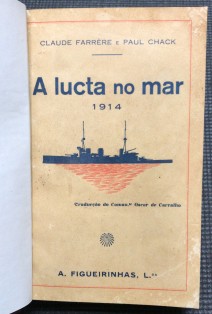 CLAUDE FARRÈRE E PAUL CHACK
A lucta no mar
1914
Traducção do Comm.te Oscar de Carvalho
A. FIGUEIRINHAS, L.da